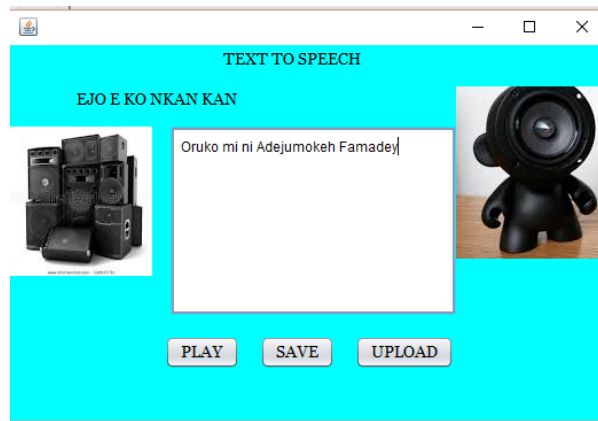 TEXT TO SPEECH
EJO E KO NKAN KAN
Oruko mi ni Adejumokeh Famadey
PLAY SAVE UPLOAD